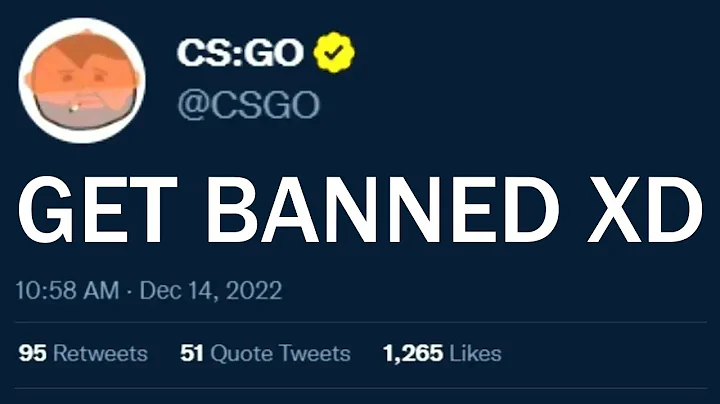 CS:GO
@CSGO
GET BANNED XD
10:58 AM · Dec 14, 2022
95 Retweets 51 Quote Tweets 1,265 Likes